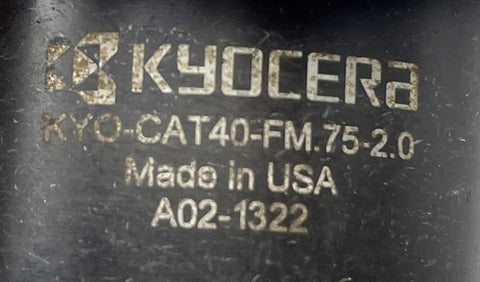 KYOCERA
KYO-CAT40-FM.75-2.0
Made in USA
A02-1322